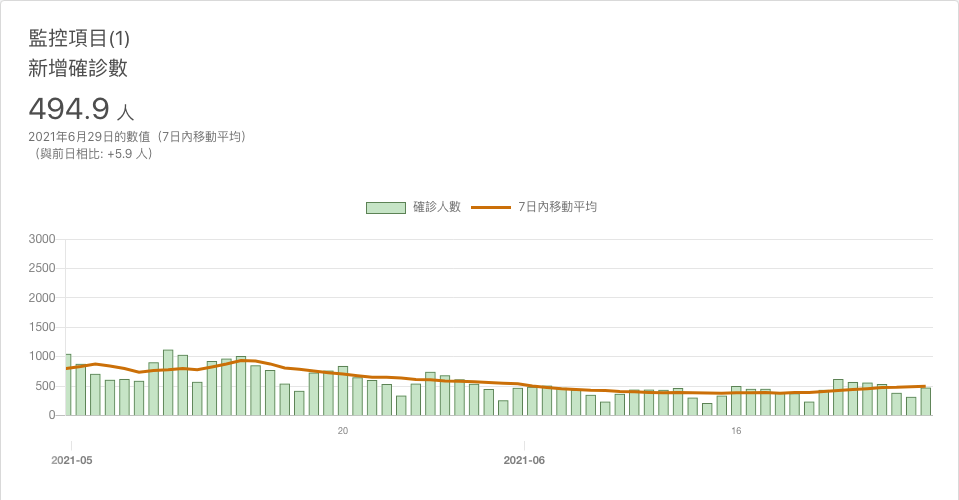 監控項目(1)
新增確診數
494.9 人
2021年6月29日的數值（7日內移動平均）
（與前日相比: +5.9 人）
確診人數 7日內移動平均
3000
2500
2000
1500
1000
500
0
20 16
2021-05 2021-06